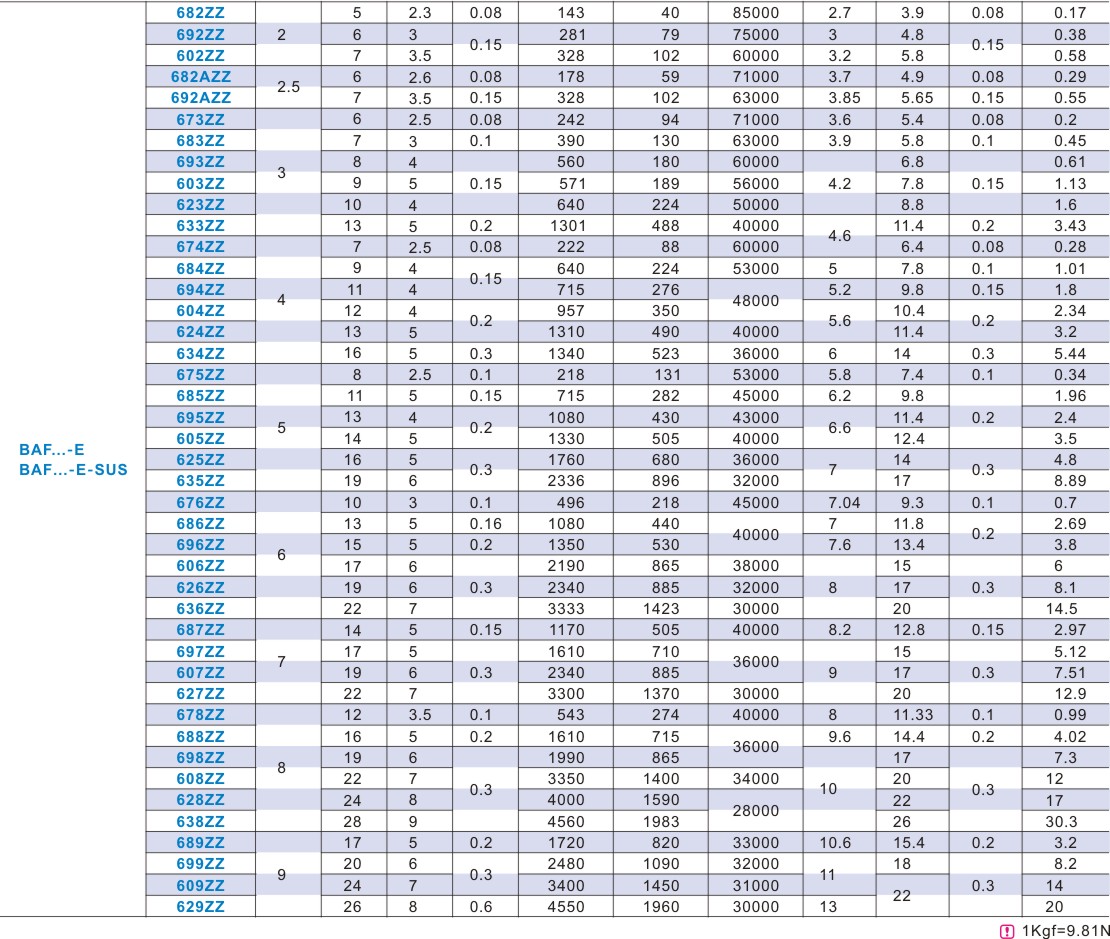 682ZZ 5 2.3 0.08 143 40 85000 2.7 3.9 0.08 0.17
692ZZ 2 6 3 0.15 281 79 75000 3 4.8 0.15 0.38
602ZZ 7 3.5 328 102 60000 3.2 5.8 0.58
682AZZ 2.5 6 2.6 0.08 178 59 71000 3.7 4.9 0.08 0.29
692AZZ 7 3.5 0.15 328 102 63000 3.85 5.65 0.15 0.55
673ZZ 6 2.5 0.08 242 94 71000 3.6 5.4 0.08 0.2
683ZZ 7 3 0.1 390 130 63000 3.9 5.8 0.1 0.45
693ZZ 3 8 4 560 180 60000 6.8 0.61
603ZZ 9 5 0.15 571 189 56000 4.2 7.8 0.15 1.13
623ZZ 10 4 640 224 50000 8.8 1.6
633ZZ 13 5 0.2 1301 488 40000 4.6 11.4 0.2 3.43
674ZZ 7 2.5 0.08 222 88 60000 6.4 0.08 0.28
684ZZ 9 4 0.15 640 224 53000 5 7.8 0.1 1.01
694ZZ 4 11 4 715 276 48000 5.2 9.8 0.15 1.8
604ZZ 12 4 0.2 957 350 5.6 10.4 0.2 2.34
624ZZ 13 5 1310 490 40000 11.4 3.2
634ZZ 16 5 0.3 1340 523 36000 6 14 0.3 5.44
675ZZ 8 2.5 0.1 218 131 53000 5.8 7.4 0.1 0.34
685ZZ 11 5 0.15 715 282 45000 6.2 9.8 1.96
695ZZ 5 13 4 0.2 1080 430 43000 6.6 11.4 0.2 2.4
605ZZ 14 5 1330 505 40000 12.4 3.5
BAF...-E 625ZZ 16 5 0.3 1760 680 36000 7 14 0.3 4.8
BAF...-E-SUS 635ZZ 19 6 2336 896 32000 17 8.89
676ZZ 10 3 0.1 496 218 45000 7.04 9.3 0.1 0.7
686ZZ 13 5 0.16 1080 440 40000 7 11.8 0.2 2.69
696ZZ 6 15 5 0.2 1350 530 7.6 13.4 3.8
606ZZ 17 6 2190 865 38000 15 6
626ZZ 19 6 0.3 2340 885 32000 8 17 0.3 8.1
636ZZ 22 7 3333 1423 30000 20 14.5
687ZZ 14 5 0.15 1170 505 40000 8.2 12.8 0.15 2.97
697ZZ 7 17 5 1610 710 36000 15 5.12
607ZZ 19 6 0.3 2340 885 9 17 0.3 7.51
627ZZ 22 7 3300 1370 30000 20 12.9
678ZZ 12 3.5 0.1 543 274 40000 8 11.33 0.1 0.99
688ZZ 16 5 0.2 1610 715 36000 9.6 14.4 0.2 4.02
698ZZ 8 19 6 1990 865 17 7.3
608ZZ 22 7 0.3 3350 1400 34000 10 20 0.3 12
628ZZ 24 8 4000 1590 28000 22 17
638ZZ 28 9 4560 1983 26 30.3
689ZZ 17 5 0.2 1720 820 33000 10.6 15.4 0.2 3.2
699ZZ 9 20 6 0.3 2480 1090 32000 11 18 8.2
609ZZ 24 7 3400 1450 31000 22 0.3 14
629ZZ 26 8 0.6 4550 1960 30000 13 20
! 1Kgf=9.81N